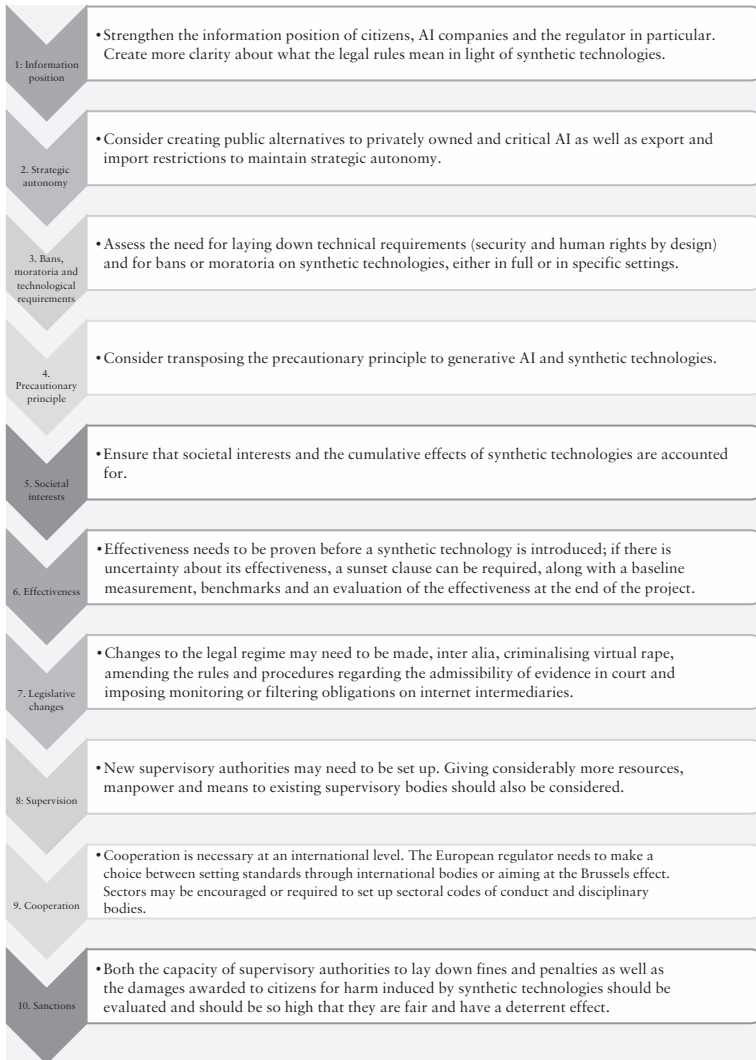 1: Information
position
• Strengthen the information position of citizens, AI companies and the regulator in particular.
Create more clarity about what the legal rules mean in light of synthetic technologies.
2. Strategic
autonomy
• Consider creating public alternatives to privately owned and critical AI as well as export and
import restrictions to maintain strategic autonomy.
3. Bans,
moratoria and
technological
requirements
• Assess the need for laying down technical requirements (security and human rights by design)
and for bans or moratoria on synthetic technologies, either in full or in specific settings.
4.
Precautionary
principle
• Consider transposing the precautionary principle to generative AI and synthetic technologies.
5. Societal
interests
• Ensure that societal interests and the cumulative effects of synthetic technologies are accounted
for.
6. Effectiveness
• Effectiveness needs to be proven before a synthetic technology is introduced; if there is
uncertainty about its effectiveness, a sunset clause can be required, along with a baseline
measurement, benchmarks and an evaluation of the effectiveness at the end of the project.
7. Legislative
changes
• Changes to the legal regime may need to be made, inter alia, criminalising virtual rape,
amending the rules and procedures regarding the admissibility of evidence in court and
imposing monitoring or filtering obligations on internet intermediaries.
8: Supervision
• New supervisory authorities may need to be set up. Giving considerably more resources,
manpower and means to existing supervisory bodies should also be considered.
9. Cooperation
• Cooperation is necessary at an international level. The European regulator needs to make a
choice between setting standards through international bodies or aiming at the Brussels effect.
Sectors may be encouraged or required to set up sectoral codes of conduct and disciplinary
bodies.
10. Sanctions
• Both the capacity of supervisory authorities to lay down fines and penalties as well as
the damages awarded to citizens for harm induced by synthetic technologies should be
evaluated and should be so high that they are fair and have a deterrent effect.